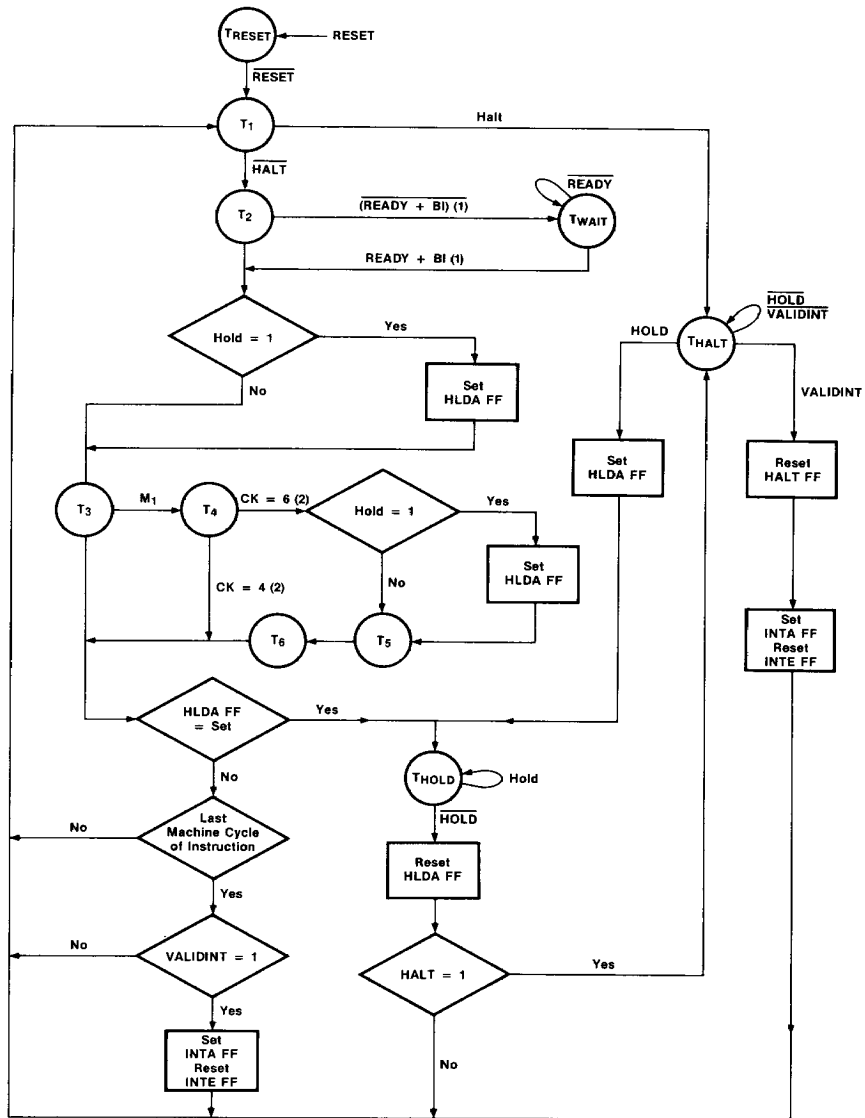 TRESET
RESET
RESET
T1
Halt
HALT
T2
(READY + BI) (1)
READY
TWAIT
READY + BI (1)
HOLD
VALIDINT
Hold = 1
Yes
HOLD
THALT
No
Set
HLDA FF
VALIDINT
Set
HLDA FF
Reset
HALT FF
T3
M1
T4
CK = 6 (2)
Hold = 1
Yes
Set
HLDA FF
CK = 4 (2)
No
T6
T5
Set
INTA FF
Reset
INTE FF
HLDA FF
= Set
Yes
THOLD
Hold
No
HOLD
Last
Machine Cycle
of Instruction
No
Reset
HLDA FF
Yes
VALIDINT = 1
No
HALT = 1
Yes
Yes
Set
INTA FF
Reset
INTE FF
No